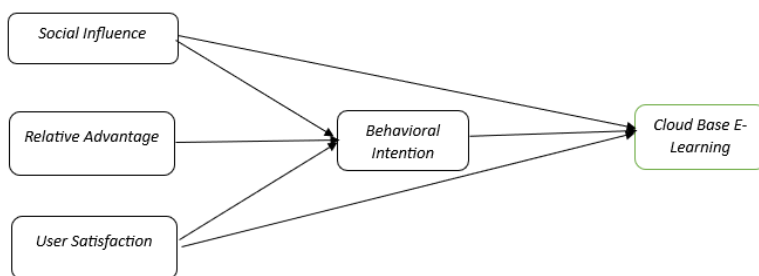 Social Influence
Relative Advantage
Behavioral
Intention
Cloud Base E-
Learning
User Satisfaction